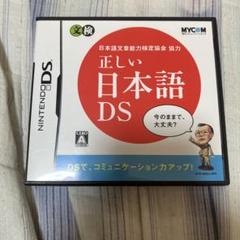 文検
MYCOM
日本語文章能力検定協会 協力
正しい
日本語
DS
今のままで、
大丈夫?
NINTENDO DS
A
DSで、コミュニケーション力アップ!